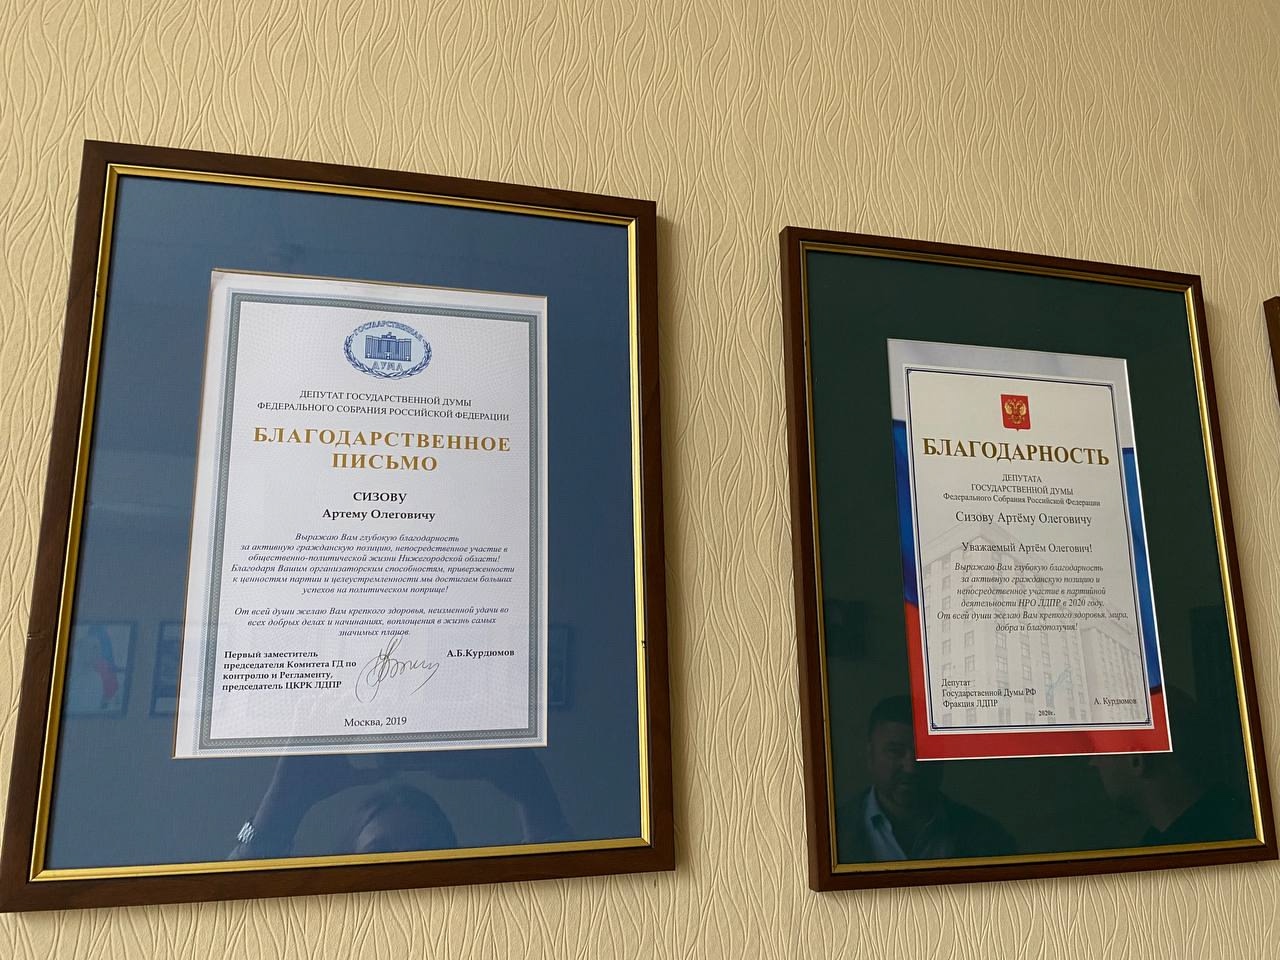 ГОСУДАРСТВЕННАЯ
ДУМА
ДЕПУТАТ ГОСУДАРСТВЕННОЙ ДУМЫ
ФЕДЕРАЛЬНОГО СОБРАНИЯ РОССИЙСКОЙ ФЕДЕРАЦИИ
БЛАГОДАРСТВЕННОЕ
ПИСЬМО
СИЗОВУ
Артему Олеговичу
Выражаю Вам глубокую благодарность
за активную гражданскую позицию, непосредственное участие в
общественно-политической жизни Нижегородской области!
Благодаря Вашим организаторским способностям, приверженности
к ценностям партии и целеустремленности мы достигаем больших
успехов на политическом поприще!
От всей души желаю Вам крепкого здоровья, неизменной удачи во
всех добрых делах и начинаниях, воплощения в жизнь самых
значимых планов.
Первый заместитель
председателя Комитета ГД по
контролю и Регламенту,
председатель ЦКРК ЛДПР
А.Б.Курдюмов
Москва, 2019
БЛАГОДАРНОСТЬ
ДЕПУТАТА
ГОСУДАРСТВЕННОЙ ДУМЫ
Федерального Собрания Российской Федерации
Сизову Артёму Олеговичу
Уважаемый Артём Олегович!
Выражаю Вам глубокую благодарность
за активную гражданскую позицию и
непосредственное участие в партийной
деятельности НРО ЛДПР в 2020 году.
От всей души желаю Вам крепкого здоровья, мира,
добра и благополучия!
Депутат
Государственной Думы РФ
Фракция ЛДПР
А. Курдюмов
2020г.